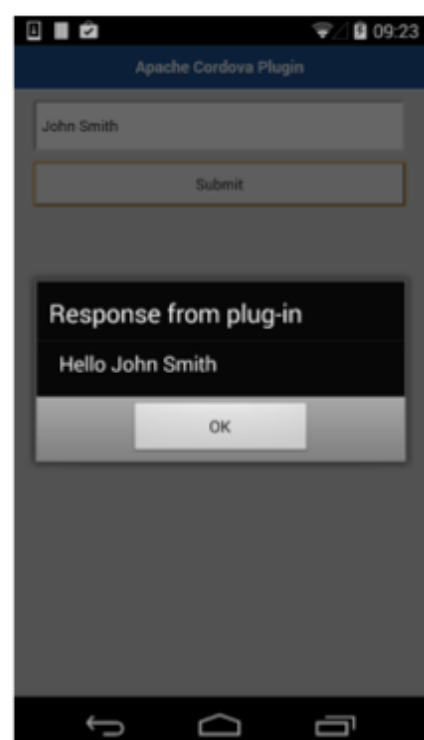 09:23
Apache Cordova Plugin
John Smith
Submit
Response from plug-in
Hello John Smith
OK